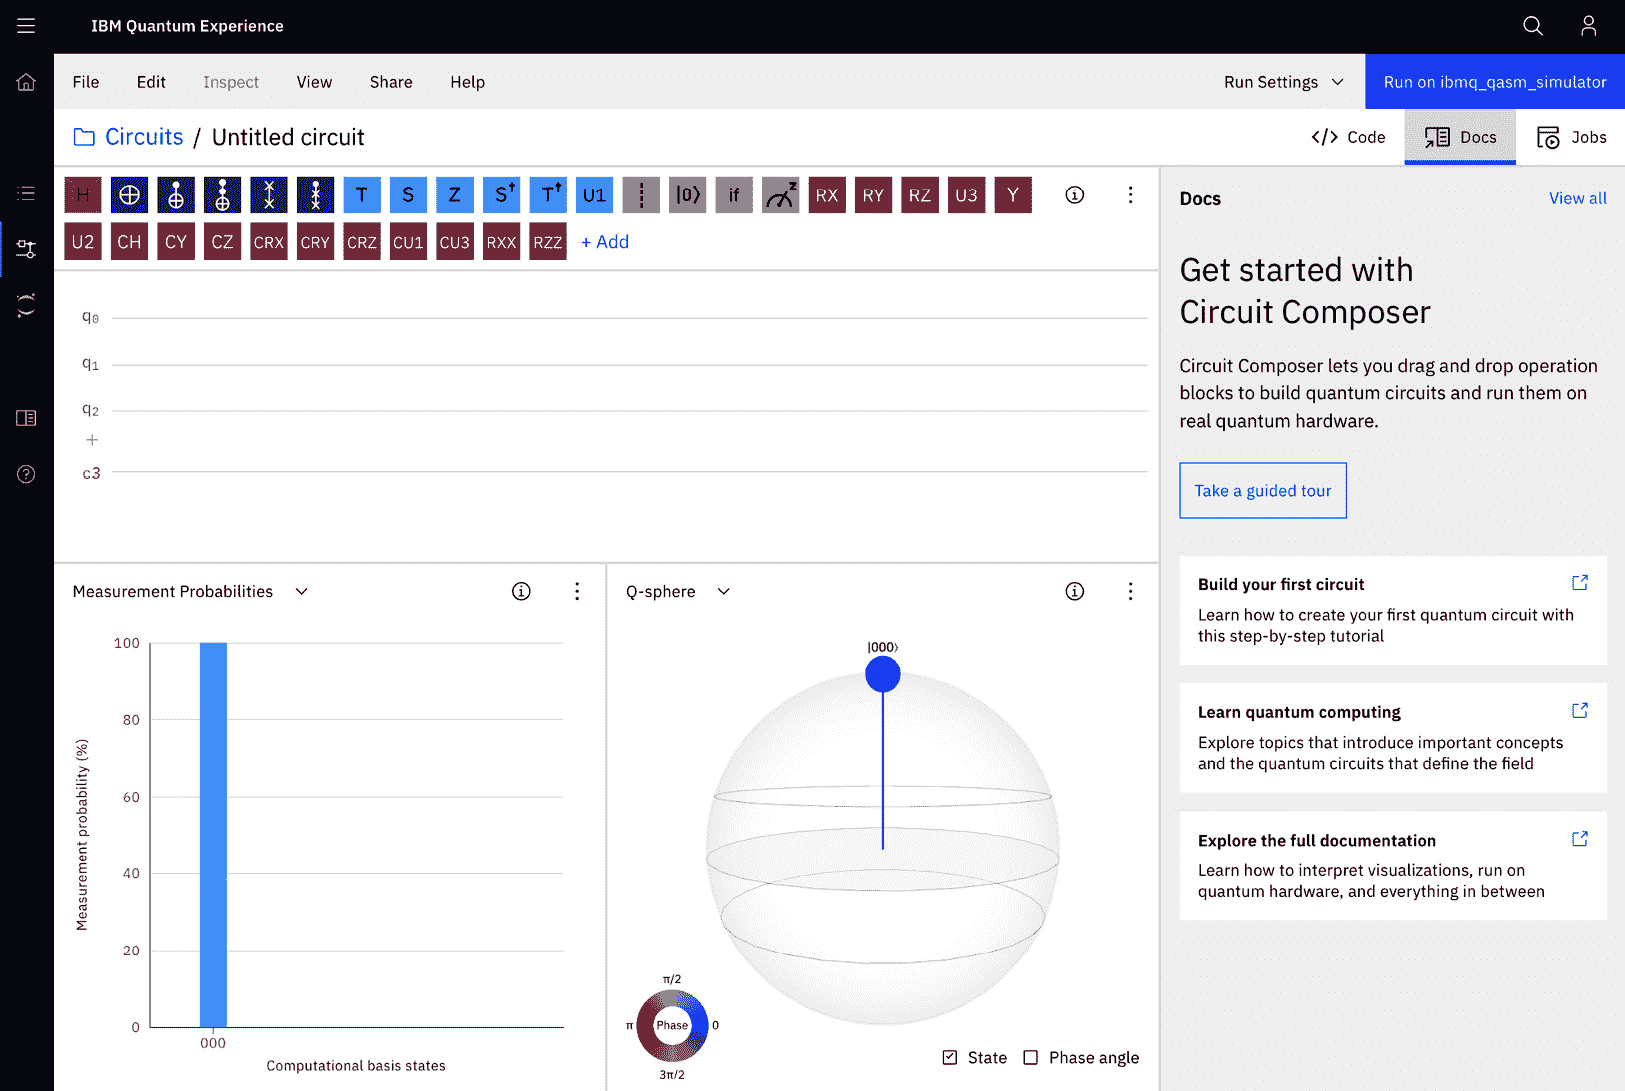 IBM Quantum Experience
File Edit Inspect View Share Help Run Settings Run on ibmq_qasm_simulator
Circuits / Untitled circuit </> Code Docs Jobs
H T S Z S† T† U1 |0⟩ if z RX RY RZ U3 Y
U2 CH CY CZ CRX CRY CRZ CU1 CU3 RXX RZZ + Add
q0
q1
q2
+
c3
Docs View all
Get started with
Circuit Composer
Circuit Composer lets you drag and drop operation
blocks to build quantum circuits and run them on
real quantum hardware.
Take a guided tour
Build your first circuit
Learn how to create your first quantum circuit with
this step-by-step tutorial
Learn quantum computing
Explore topics that introduce important concepts
and the quantum circuits that define the field
Explore the full documentation
Learn how to interpret visualizations, run on
quantum hardware, and everything in between
Measurement Probabilities
Measurement probability (%)
100
80
60
40
20
0
000
Computational basis states
Q-sphere
|000⟩
π/2
π Phase 0
3π/2
State Phase angle